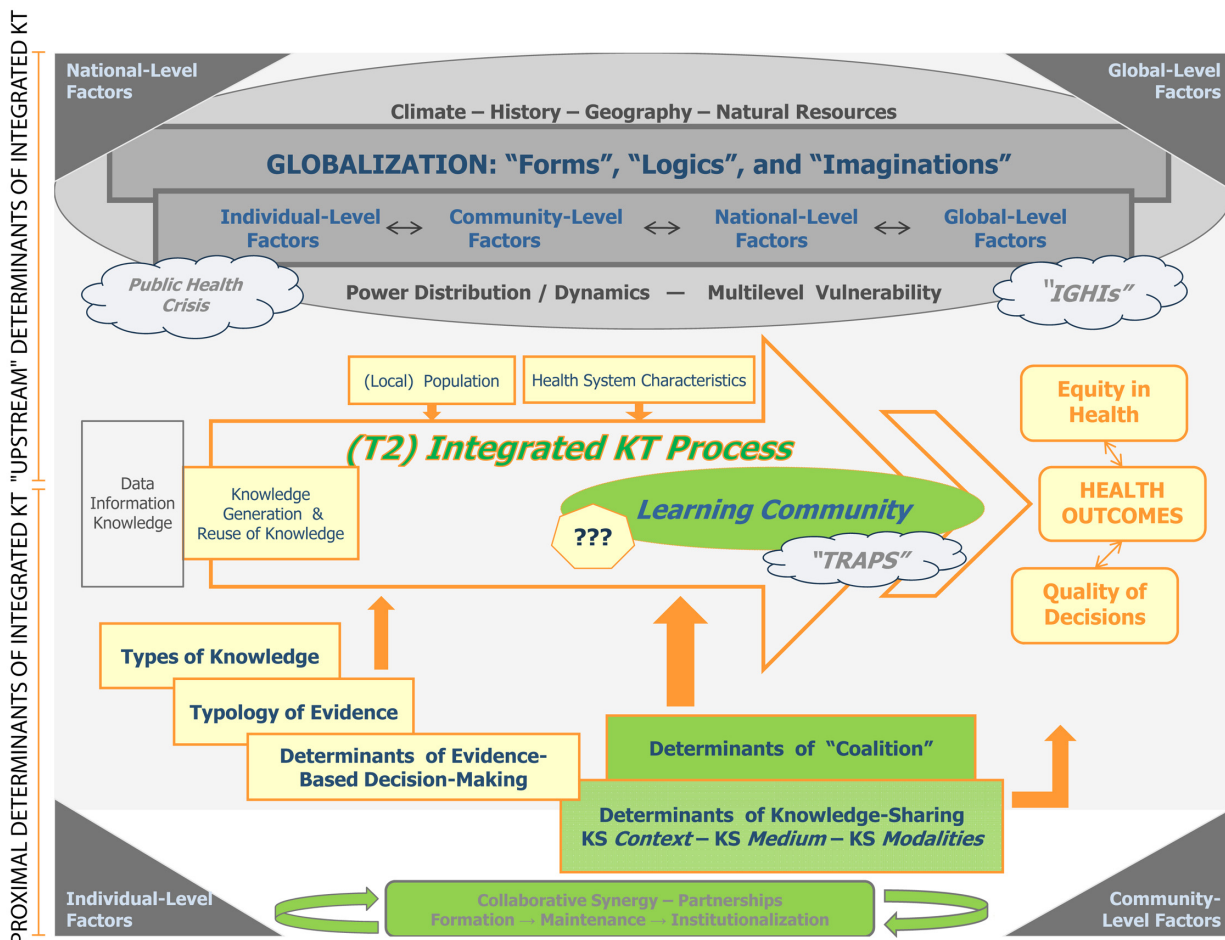 "UPSTREAM" DETERMINANTS OF INTEGRATED KT
PROXIMAL DETERMINANTS OF INTEGRATED KT
National-Level
Factors
Global-Level
Factors
Climate – History – Geography – Natural Resources
GLOBALIZATION: “Forms”, “Logics”, and “Imaginations”
Individual-Level
Factors
Community-Level
Factors
National-Level
Factors
Global-Level
Factors
Public Health
Crisis
Power Distribution / Dynamics — Multilevel Vulnerability
“IGHIs”
(Local) Population
Health System Characteristics
Equity in
Health
(T2) Integrated KT Process
Data
Information
Knowledge
Knowledge
Generation &
Reuse of Knowledge
Learning Community
???
“TRAPS”
HEALTH
OUTCOMES
Quality of
Decisions
Types of Knowledge
Typology of Evidence
Determinants of Evidence-
Based Decision-Making
Determinants of “Coalition”
Determinants of Knowledge-Sharing
KS Context – KS Medium – KS Modalities
Individual-Level
Factors
Collaborative Synergy – Partnerships
Formation → Maintenance → Institutionalization
Community-
Level Factors